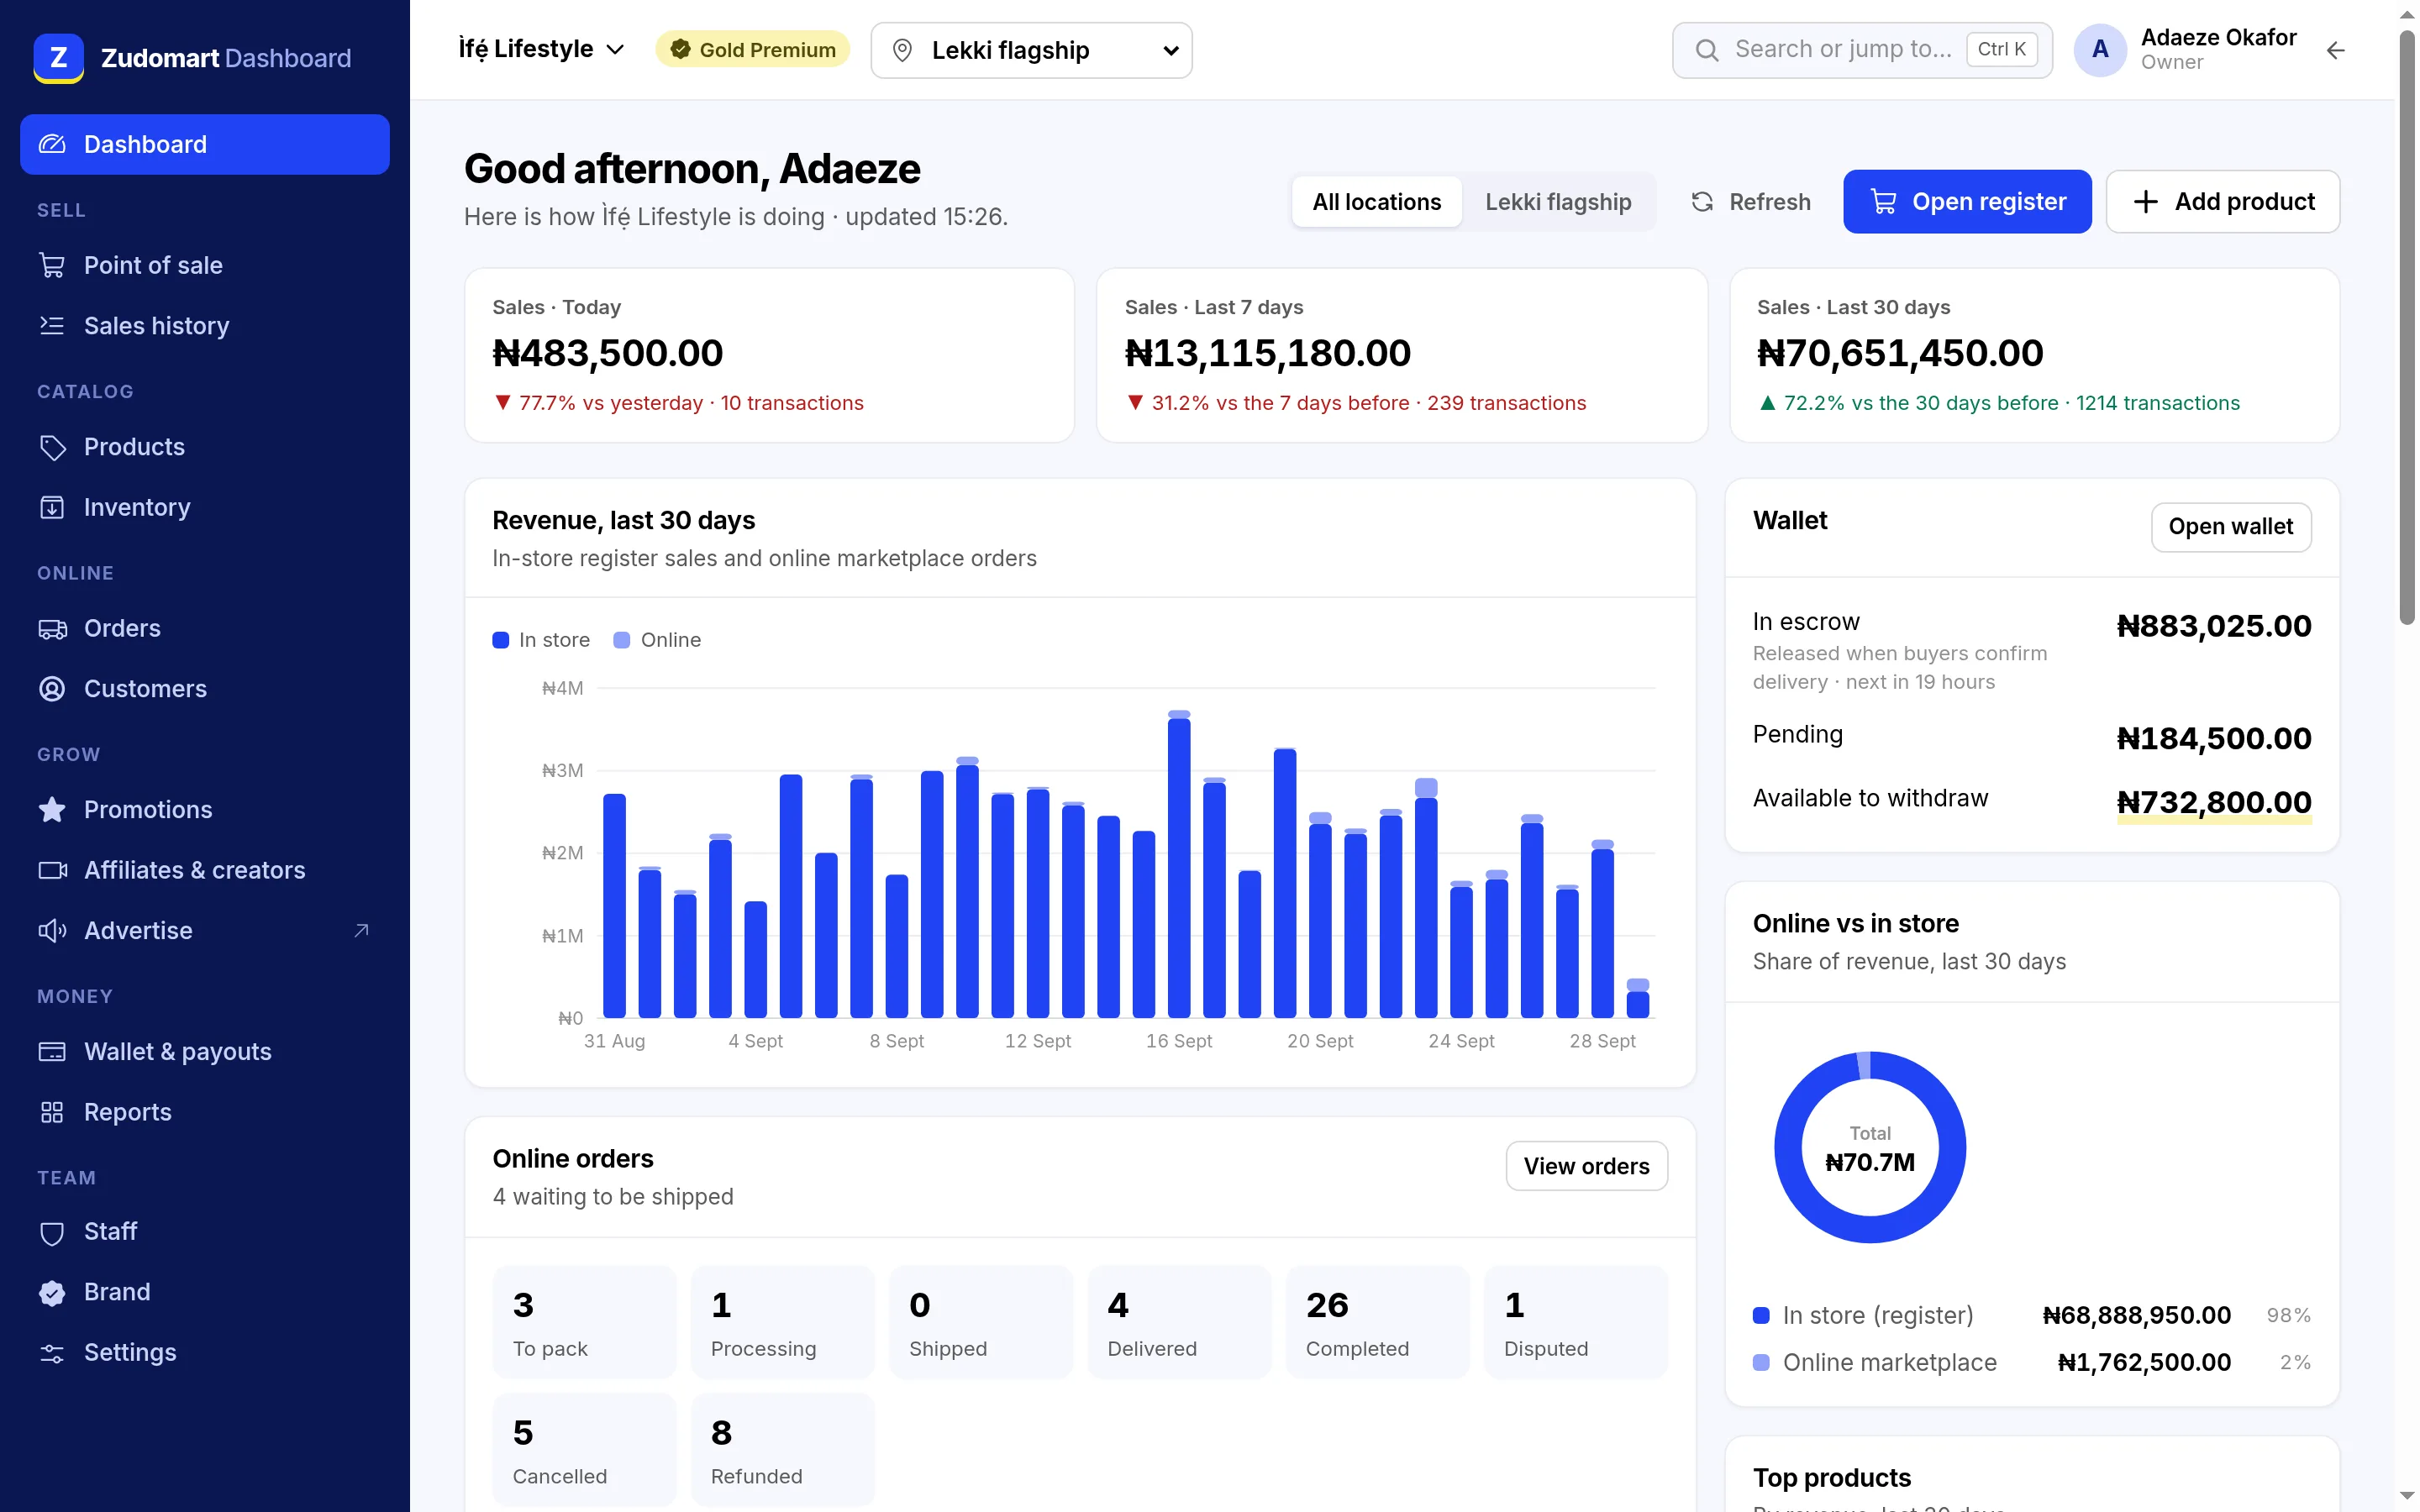 Z Zudomart Dashboard
Dashboard
SELL
Point of sale
Sales history
CATALOG
Products
Inventory
ONLINE
Orders
Customers
GROW
Promotions
Affiliates & creators
Advertise
MONEY
Wallet & payouts
Reports
TEAM
Staff
Brand
Settings
Ìfẹ́ Lifestyle
Gold Premium
Lekki flagship
Search or jump to...
Ctrl K
A
Adaeze Okafor
Owner
Good afternoon, Adaeze
Here is how Ìfẹ́ Lifestyle is doing · updated 15:26.
All locations
Lekki flagship
Refresh
Open register
Add product
Sales · Today
₦483,500.00
▼ 77.7% vs yesterday · 10 transactions
Sales · Last 7 days
₦13,115,180.00
▼ 31.2% vs the 7 days before · 239 transactions
Sales · Last 30 days
₦70,651,450.00
▲ 72.2% vs the 30 days before · 1214 transactions
Revenue, last 30 days
In-store register sales and online marketplace orders
In store
Online
₦4M
₦3M
₦2M
₦1M
₦0
31 Aug
4 Sept
8 Sept
12 Sept
16 Sept
20 Sept
24 Sept
28 Sept
Wallet
Open wallet
In escrow
₦883,025.00
Released when buyers confirm
delivery · next in 19 hours
Pending
₦184,500.00
Available to withdraw
₦732,800.00
Online vs in store
Share of revenue, last 30 days
Total
₦70.7M
In store (register)
₦68,888,950.00
98%
Online marketplace
₦1,762,500.00
2%
Online orders
4 waiting to be shipped
View orders
3
To pack
1
Processing
0
Shipped
4
Delivered
26
Completed
1
Disputed
5
Cancelled
8
Refunded
Top products